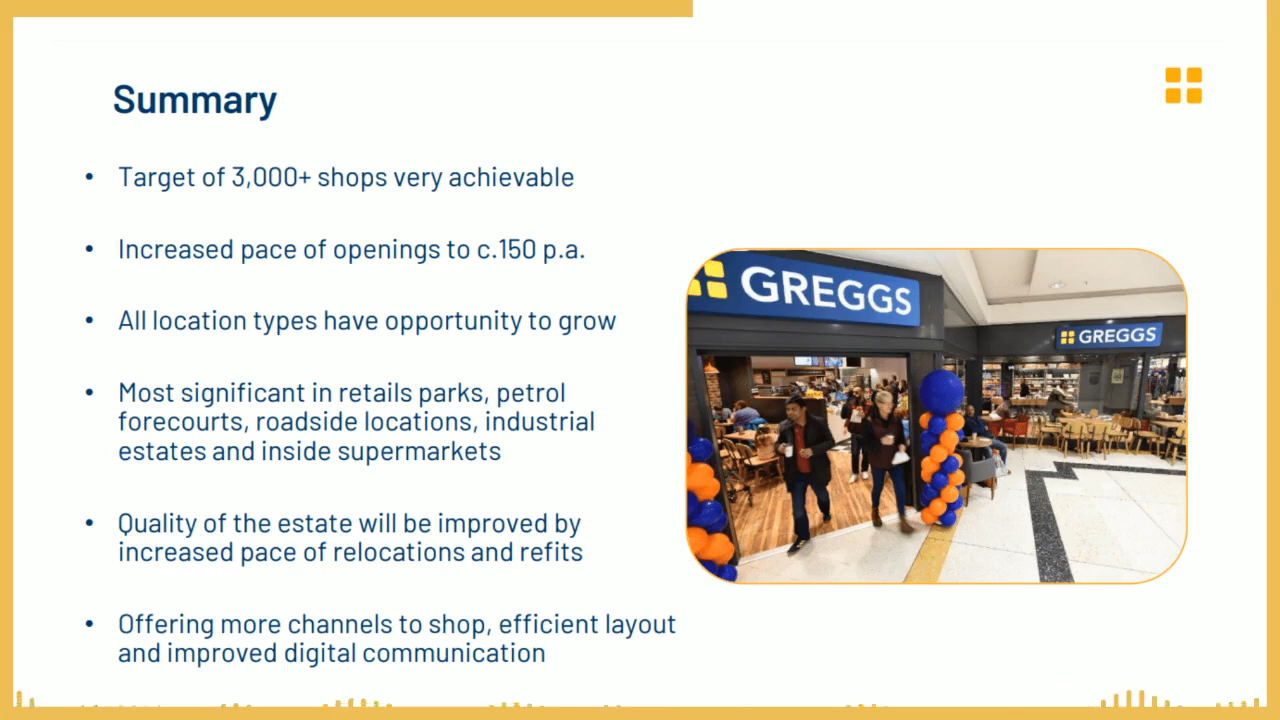 Summary
• Target of 3,000+ shops very achievable
• Increased pace of openings to c.150 p.a.
• All location types have opportunity to grow
• Most significant in retails parks, petrol
forecourts, roadside locations, industrial
estates and inside supermarkets
• Quality of the estate will be improved by
increased pace of relocations and refits
• Offering more channels to shop, efficient layout
and improved digital communication
GREGGS
GREGGS